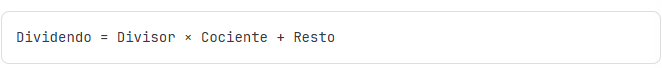 Dividendo = Divisor × Cociente + Resto